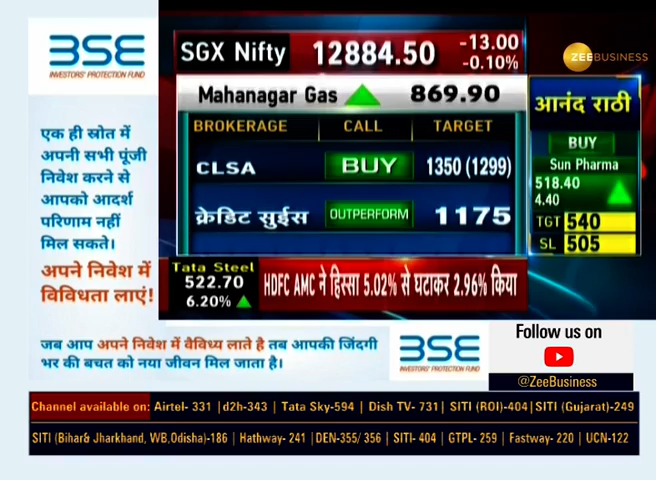 BSE
INVESTORS' PROTECTION FUND
एक ही स्रोत में
अपनी सभी पूंजी
निवेश करने से
आपको आदर्श
परिणाम नहीं
मिल सकते।
अपने निवेश में
विविधता लाएं!
SGX Nifty 12884.50 -13.00
-0.10%
ZEEBUSINESS
Mahanagar Gas 869.90
BROKERAGE CALL TARGET
CLSA BUY 1350 (1299)
क्रेडिट सुईस OUTPERFORM 1175
आनंद राठी
BUY
Sun Pharma
518.40
4.40
TGT 540
SL 505
Tata Steel
522.70
6.20%
HDFC AMC ने हिस्सा 5.02% से घटाकर 2.96% किया
जब आप अपने निवेश में वैविध्य लाते है तब आपकी जिंदगी
भर की बचत को नया जीवन मिल जाता है।
BSE
INVESTORS' PROTECTION FUND
Follow us on
@ZeeBusiness
Channel available on: Airtel- 331 |d2h-343 | Tata Sky-594 | Dish TV- 731| SITI (ROI)-404|SITI (Gujarat)-249
SITI (Bihar& Jharkhand, WB,Odisha)-186 | Hathway- 241 |DEN-355/ 356 | SITI- 404 | GTPL- 259 | Fastway- 220 | UCN-122